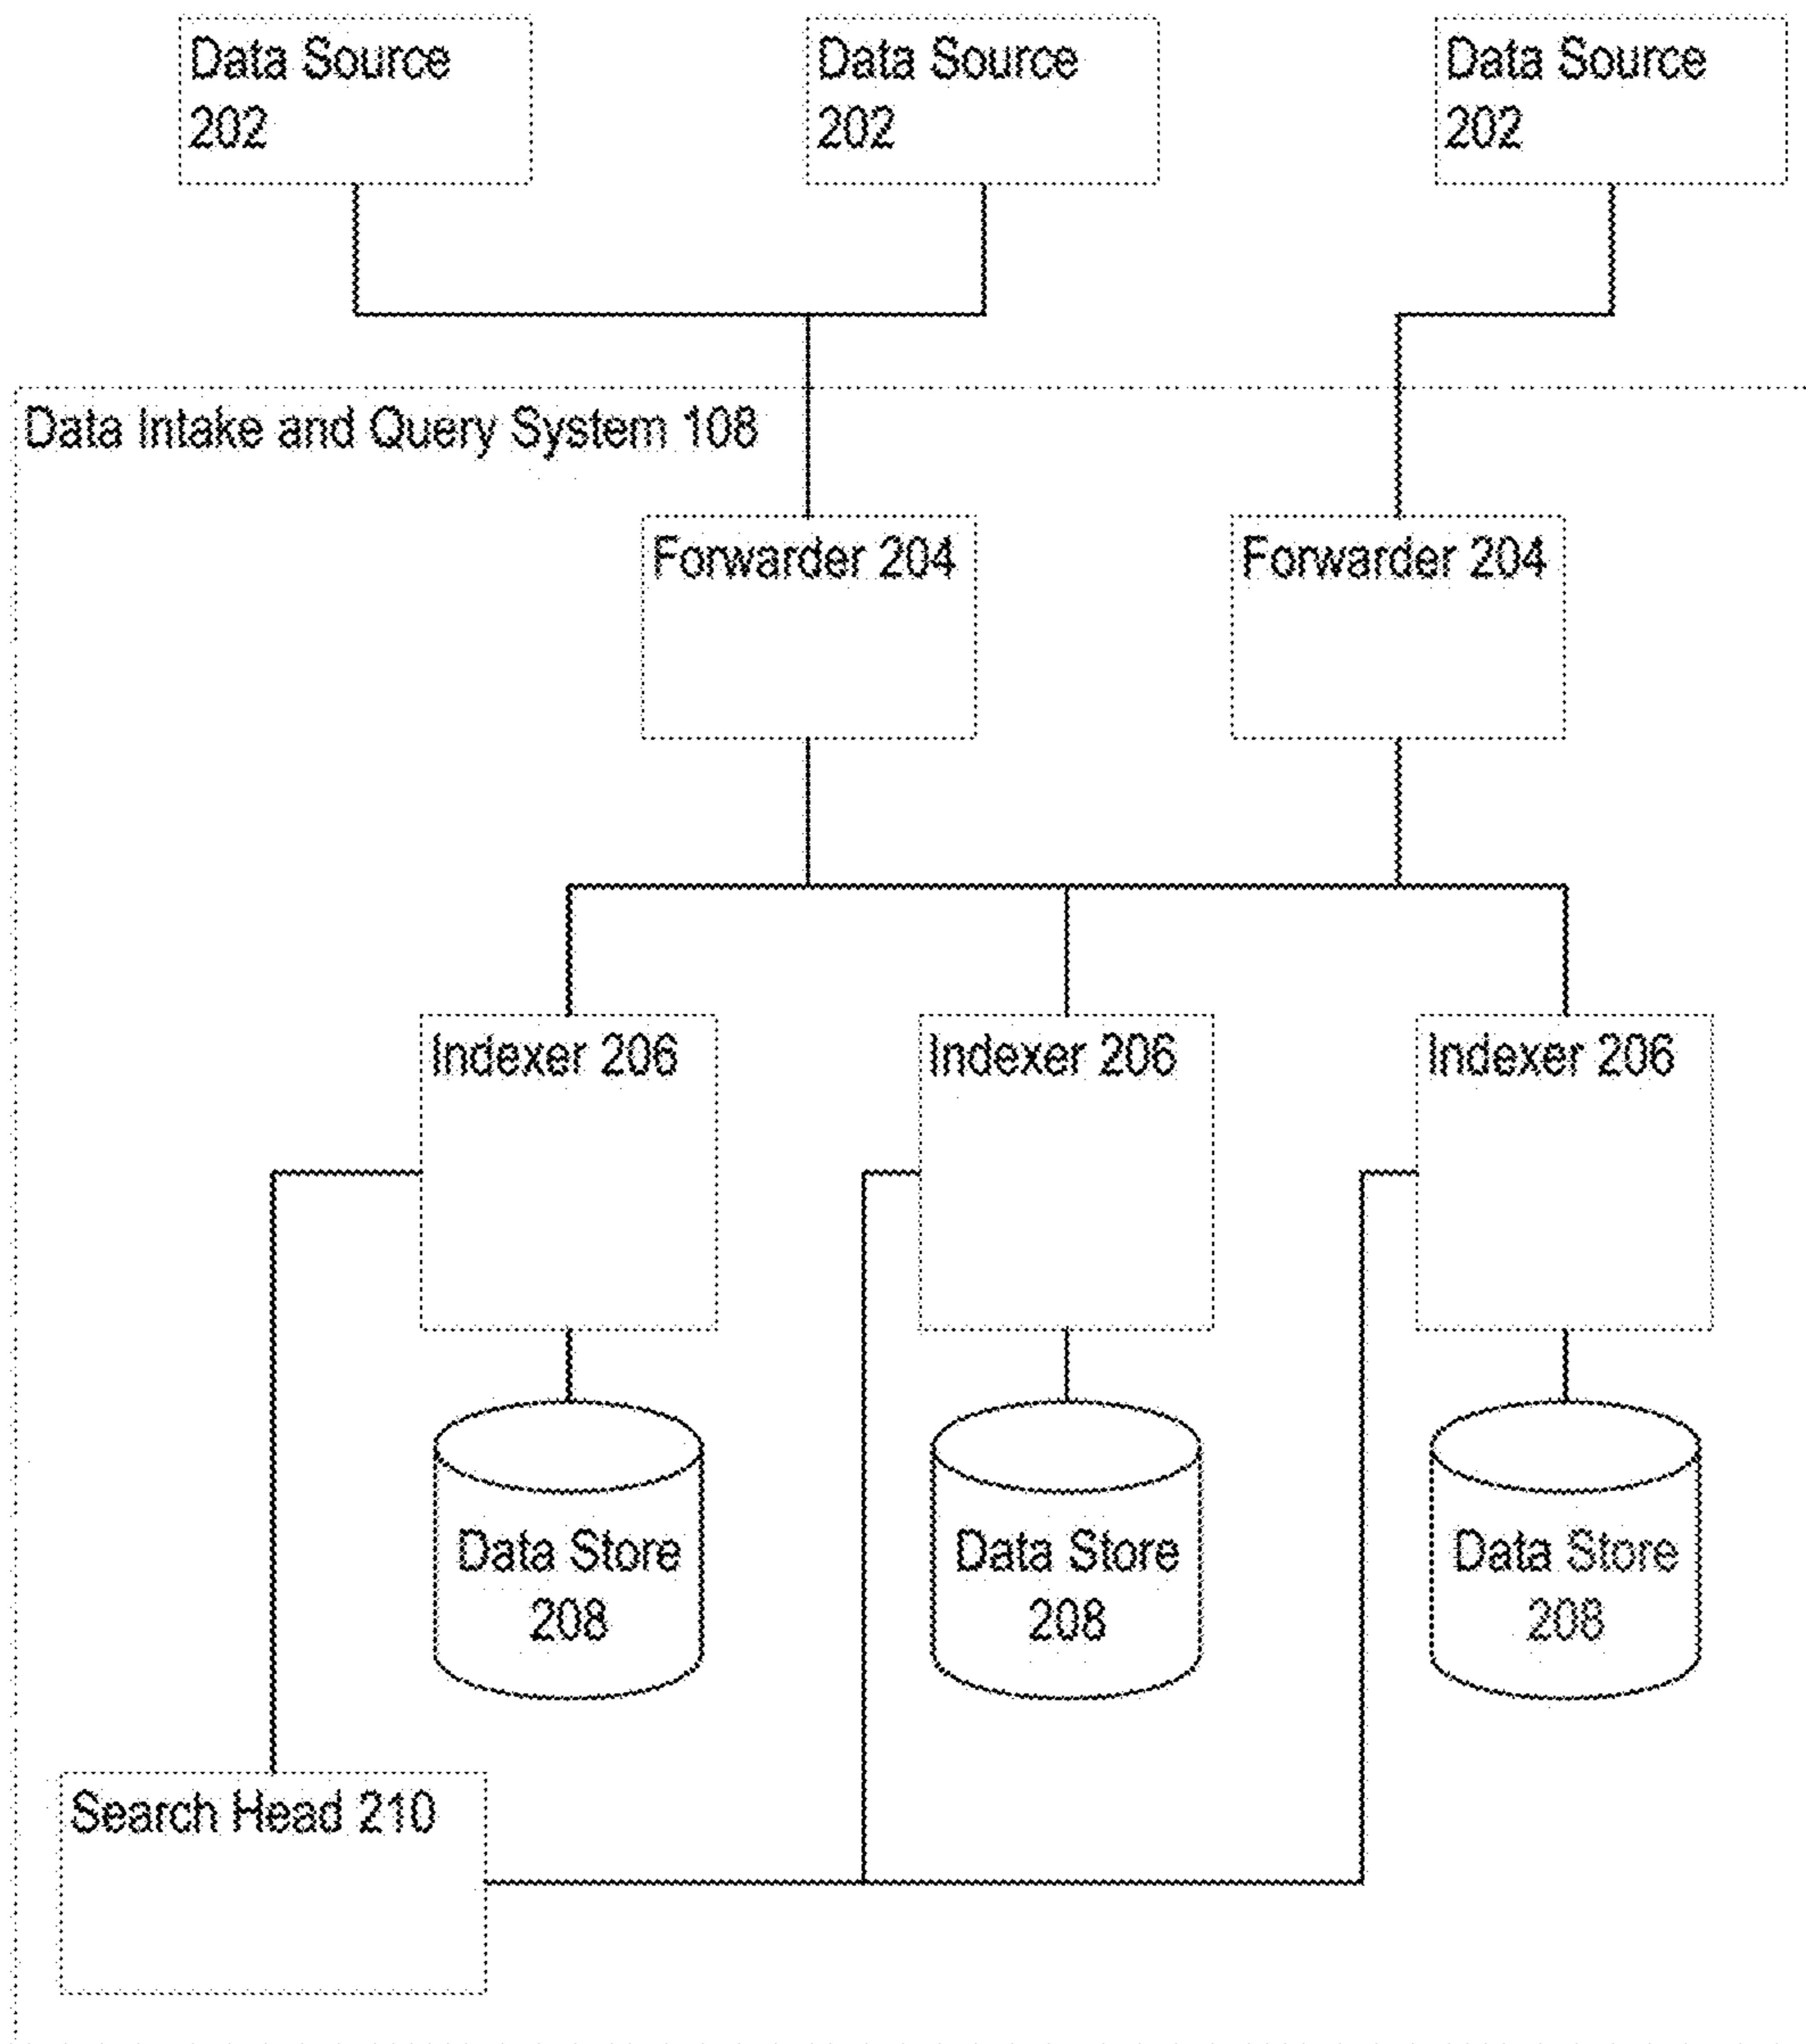 Data Source
202
Data Source
202
Data Source
202
Data Intake and Query System 108
Forwarder 204
Forwarder 204
Indexer 206
Indexer 206
Indexer 206
Data Store
208
Data Store
208
Data Store
208
Search Head 210